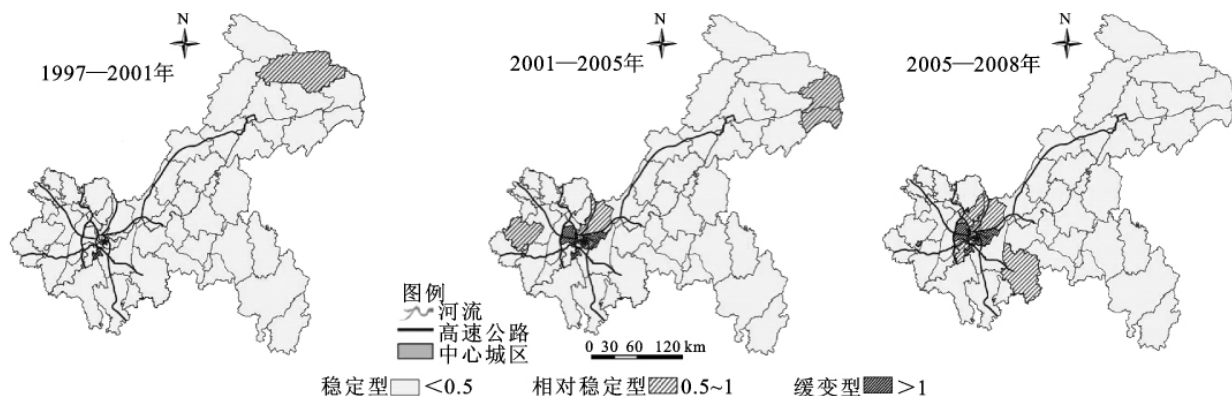 N N N
1997—2001年 2001—2005年 2005—2008年
图例
河流
高速公路
中心城区
0 30 60 120 km
稳定型 <0.5 相对稳定型 0.5~1 缓变型 >1